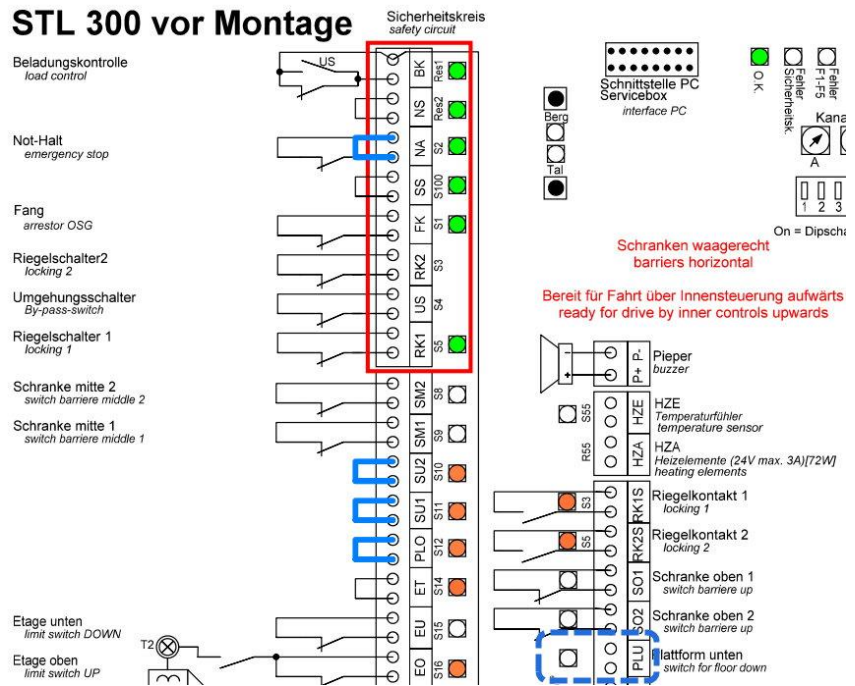 STL 300 vor Montage
Sicherheitskreis
safety circuit
Beladungskontrolle
load control
US
BK
Res1
NS
Res2
Not-Halt
emergency stop
NA
S2
SS
S100
Fang
arrestor OSG
FK
S1
Riegelschalter2
locking 2
RK2
S3
Umgehungsschalter
By-pass-switch
US
S4
Riegelschalter 1
locking 1
RK1
S5
Schranke mitte 2
switch barriere middle 2
SM2
S8
Schranke mitte 1
switch barriere middle 1
SM1
S9
SU2
S10
SU1
S11
PLO
S12
ET
S14
Etage unten
limit switch DOWN
EU
S15
T2
Etage oben
limit switch UP
EO
S16
Schnittstelle PC
Servicebox
interface PC
Berg
Tal
O.K.
Fehler
Sicherheitsk.
Fehler
F1-F5
Kana
A
1 2 3
On = Dipscha
Schranken waagerecht
barriers horizontal
Bereit für Fahrt über Innensteuerung aufwärts
ready for drive by inner controls upwards
- P- Pieper
+ P+ buzzer
S55
HZE
HZE
Temperaturfühler
temperature sensor
R55
HZA
HZA
Heizelemente (24V max. 3A)[72W]
heating elements
S3
RK1S
Riegelkontakt 1
locking 1
S5
RK2S
Riegelkontakt 2
locking 2
SO1
Schranke oben 1
switch barriere up
SO2
Schranke oben 2
switch barriere up
PLU
lattform unten
switch for floor down